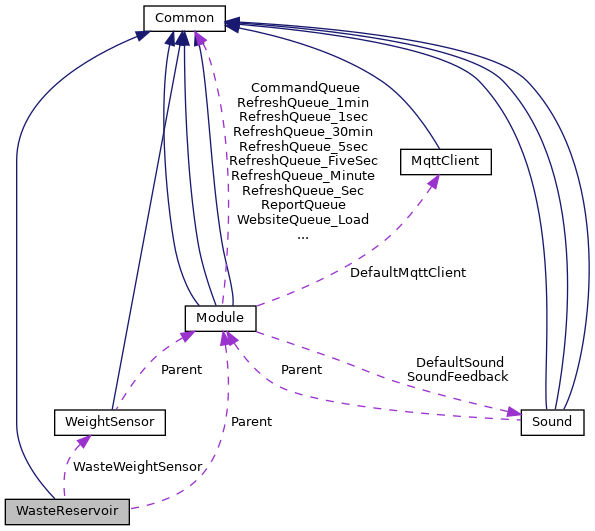 Common
CommandQueue
RefreshQueue_1min
RefreshQueue_1sec
RefreshQueue_30min
RefreshQueue_5sec
RefreshQueue_FiveSec
RefreshQueue_Minute
RefreshQueue_Sec
ReportQueue
WebsiteQueue_Load
...
MqttClient
DefaultMqttClient
Module
Parent
Parent
DefaultSound
SoundFeedback
WeightSensor
Parent
Sound
WasteWeightSensor
WasteReservoir